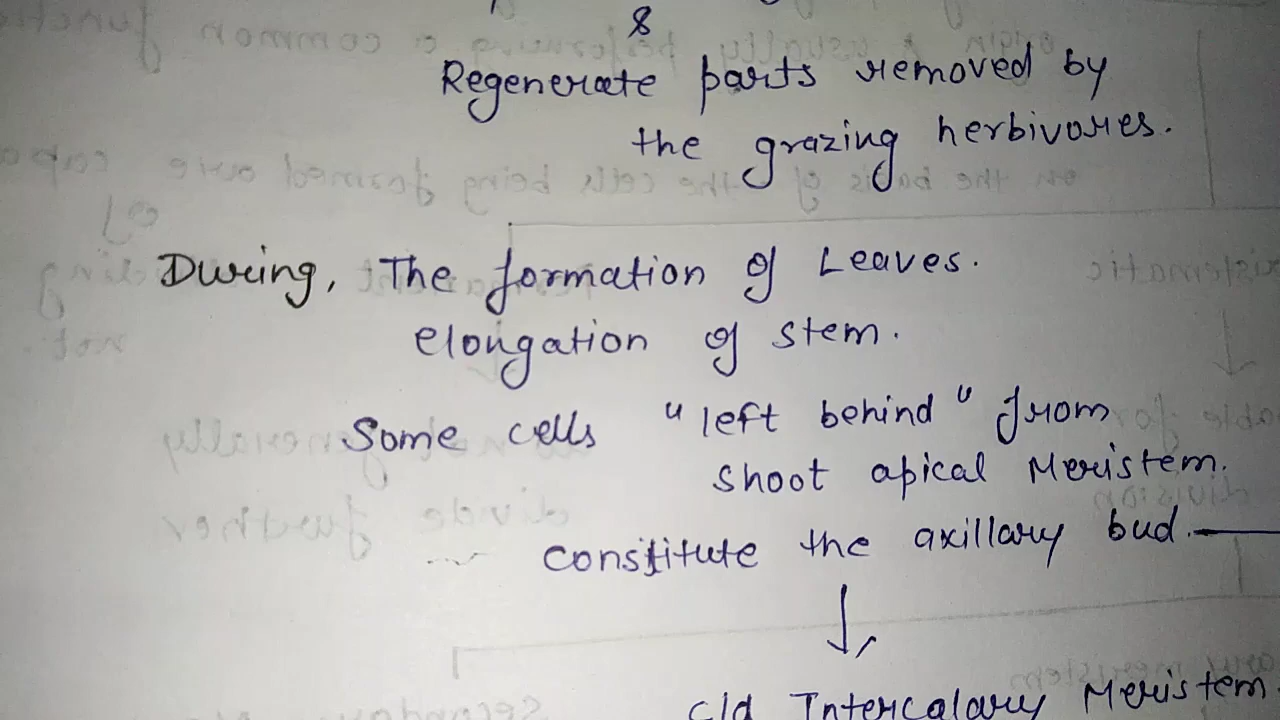 &
Regenerate parts removed by
the grazing herbivores.
During, The formation of Leaves.
elongation of stem.
Some cells "left behind" from
shoot apical Meristem.
constitute the axillary bud.
↓
c/d Intercalary Meristem.